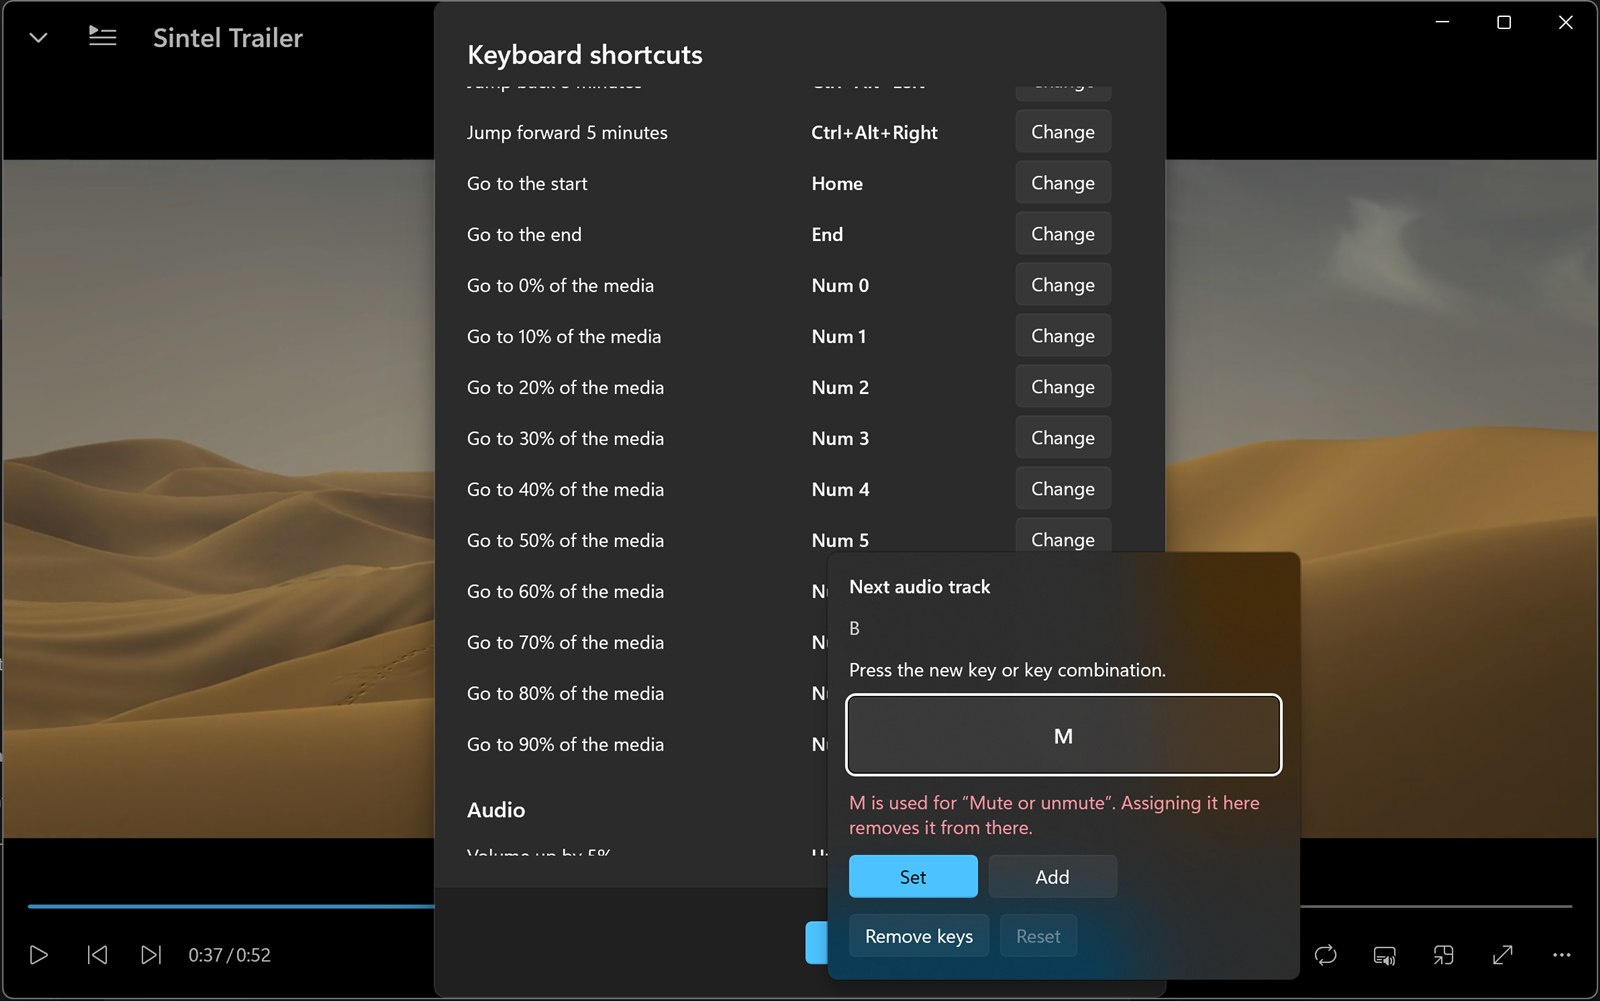 Sintel Trailer
Keyboard shortcuts
Jump forward 5 minutes Ctrl+Alt+Right Change
Go to the start Home Change
Go to the end End Change
Go to 0% of the media Num 0 Change
Go to 10% of the media Num 1 Change
Go to 20% of the media Num 2 Change
Go to 30% of the media Num 3 Change
Go to 40% of the media Num 4 Change
Go to 50% of the media Num 5 Change
Go to 60% of the media
Go to 70% of the media
Go to 80% of the media
Go to 90% of the media
Audio
Volume up by 5%
Next audio track
B
Press the new key or key combination.
M
M is used for “Mute or unmute”. Assigning it here
removes it from there.
Set Add
Remove keys Reset
0:37/0:52